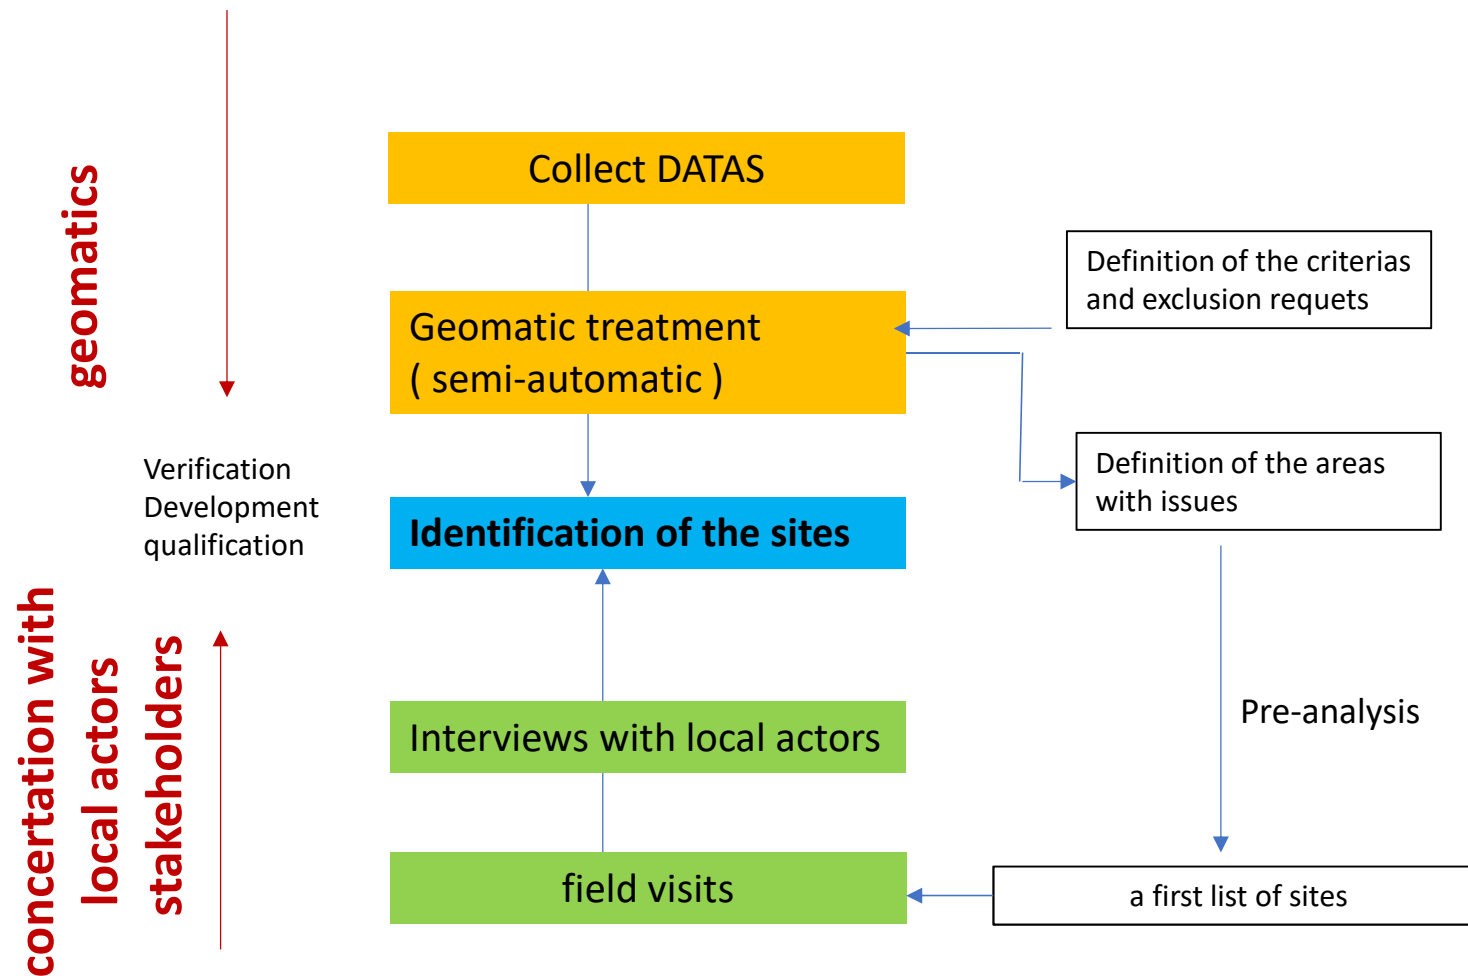 geomatics
Collect DATAS
Definition of the criterias
and exclusion requets
Geomatic treatment
( semi-automatic )
Verification
Development
qualification
Definition of the areas
with issues
Identification of the sites
concertation with
local actors
stakeholders
Interviews with local actors
Pre-analysis
field visits
a first list of sites